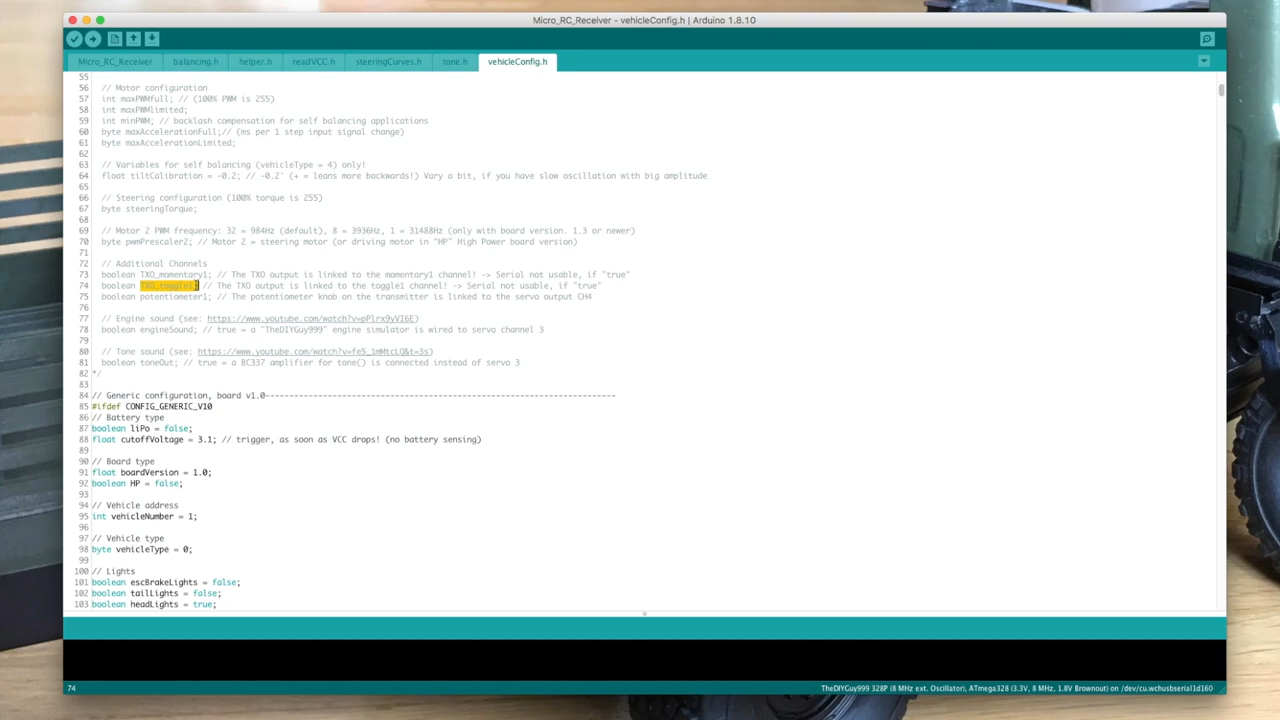 Micro_RC_Receiver - vehicleConfig.h | Arduino 1.8.10
Micro_RC_Receiver balancing.h helper.h readVCC.h steeringCurves.h tone.h vehicleConfig.h
55
56 // Motor configuration
57 int maxPWMfull; // (100% PWM is 255)
58 int maxPWMlimited;
59 int minPWM; // backlash compensation for self balancing applications
60 byte maxAccelerationFull;// (ms per 1 step input signal change)
61 byte maxAccelerationLimited;
62
63 // Variables for self balancing (vehicleType = 4) only!
64 float tiltCalibration = -0.2; // -0.2° (+ = leans more backwards!) Vary a bit, if you have slow oscillation with big amplitude
65
66 // Steering configuration (100% torque is 255)
67 byte steeringTorque;
68
69 // Motor 2 PWM frequency: 32 = 984Hz (default), 8 = 3936Hz, 1 = 31488Hz (only with board version. 1.3 or newer)
70 byte pwmPrescaler2; // Motor 2 = steering motor (or driving motor in "HP" High Power board version)
71
72 // Additional Channels
73 boolean TXO_momentary1; // The TXO output is linked to the momentary1 channel! -> Serial not usable, if "true"
74 boolean TXO_toggle1; // The TXO output is linked to the toggle1 channel! -> Serial not usable, if "true"
75 boolean potentiometer1; // The potentiometer knob on the transmitter is linked to the servo output CH4
76
77 // Engine sound (see: https://www.youtube.com/watch?v=pPlrx9yVI6E)
78 boolean engineSound; // true = a "TheDIYGuy999" engine simulator is wired to servo channel 3
79
80 // Tone sound (see: https://www.youtube.com/watch?v=fe5_1mMtcLQ&t=3s)
81 boolean toneOut; // true = a BC337 amplifier for tone() is connected instead of servo 3
82 */
83
84 // Generic configuration, board v1.0-------------------------------------------------------------------------
85 #ifdef CONFIG_GENERIC_V10
86 // Battery type
87 boolean liPo = false;
88 float cutoffVoltage = 3.1; // trigger, as soon as VCC drops! (no battery sensing)
89
90 // Board type
91 float boardVersion = 1.0;
92 boolean HP = false;
93
94 // Vehicle address
95 int vehicleNumber = 1;
96
97 // Vehicle type
98 byte vehicleType = 0;
99
100 // Lights
101 boolean escBrakeLights = false;
102 boolean tailLights = false;
103 boolean headLights = true;
74 TheDIYGuy999 328P (8 MHz ext. Oscillator), ATmega328 (3.3V, 8 MHz, 1.8V Brownout) on /dev/cu.wchusbserial1d160